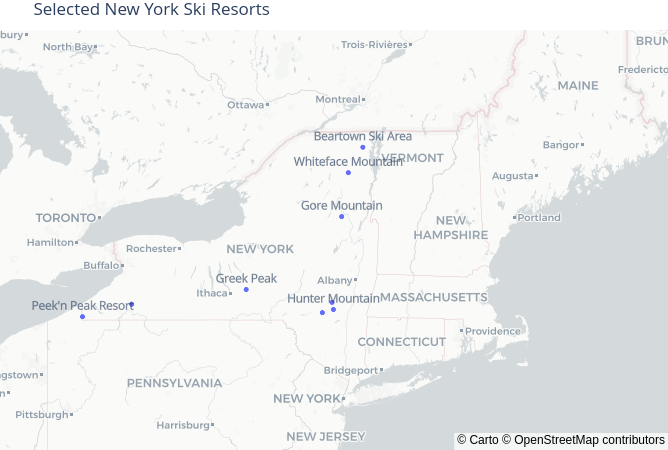 Selected New York Ski Resorts
bury
North Bay
Trois-Rivières
BRUN
Fredericto
MAINE
Ottawa
Montreal
Beartown Ski Area
Bangor
Whiteface Mountain
VERMONT
Augusta
Gore Mountain
TORONTO
NEW
HAMPSHIRE
Portland
Hamilton
Rochester
NEW YORK
Buffalo
Greek Peak
Albany
Ithaca
Hunter Mountain
MASSACHUSETTS
Peek'n Peak Resort
Providence
CONNECTICUT
Bridgeport
ngstown
PENNSYLVANIA
n
NEW YORK
Pittsburgh
Harrisburg
NEW JERSEY
© Carto © OpenStreetMap contributors